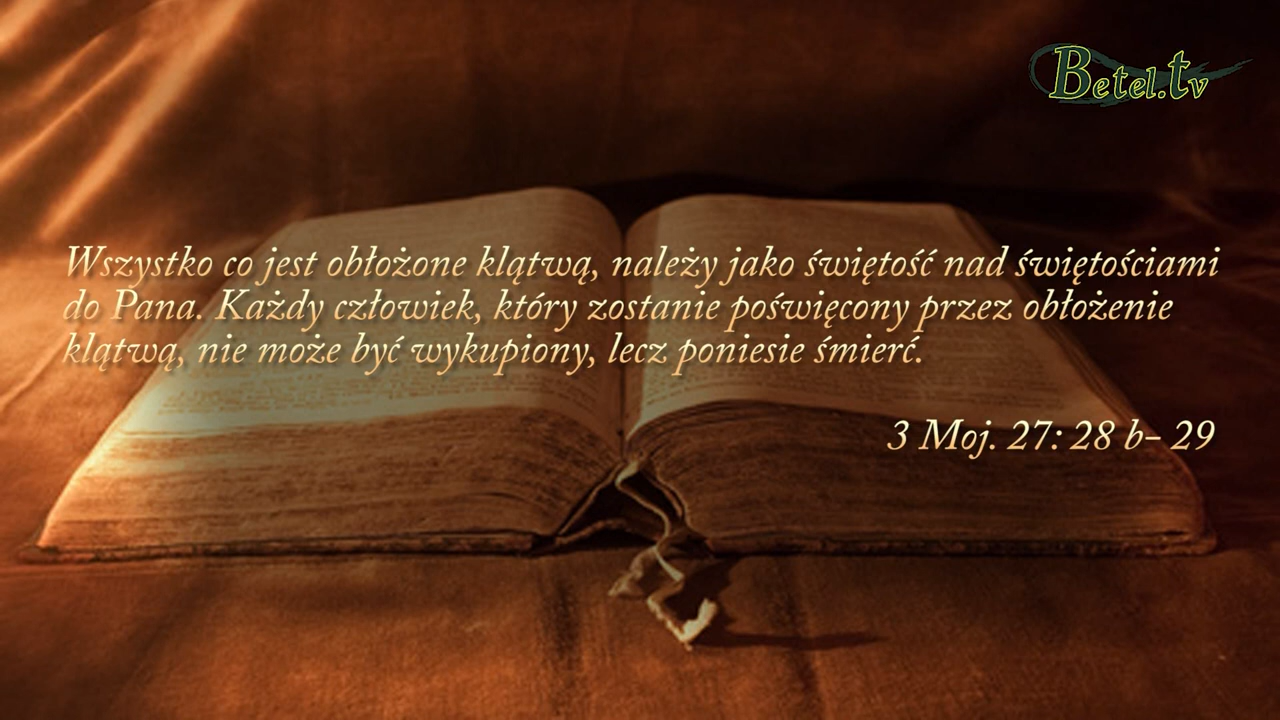 Betel.tv
Wszystko co jest obłożone klątwą, należy jako świętość nad świętościami
do Pana. Każdy człowiek, który zostanie poświęcony przez obłożenie
klątwą, nie może być wykupiony, lecz poniesie śmierć.
3 Moj. 27: 28 b- 29